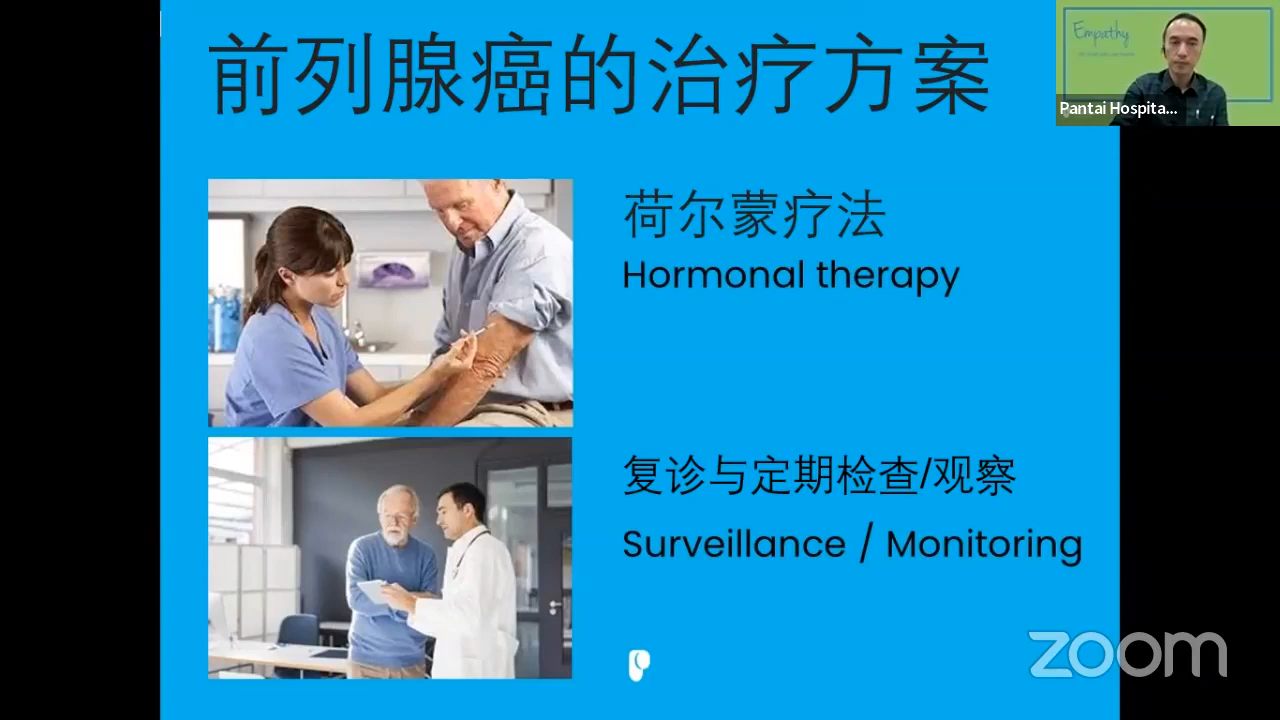 前列腺癌的治疗方案
Empathy
Pantai Hospita...
荷尔蒙疗法
Hormonal therapy
复诊与定期检查/观察
Surveillance / Monitoring
zoom